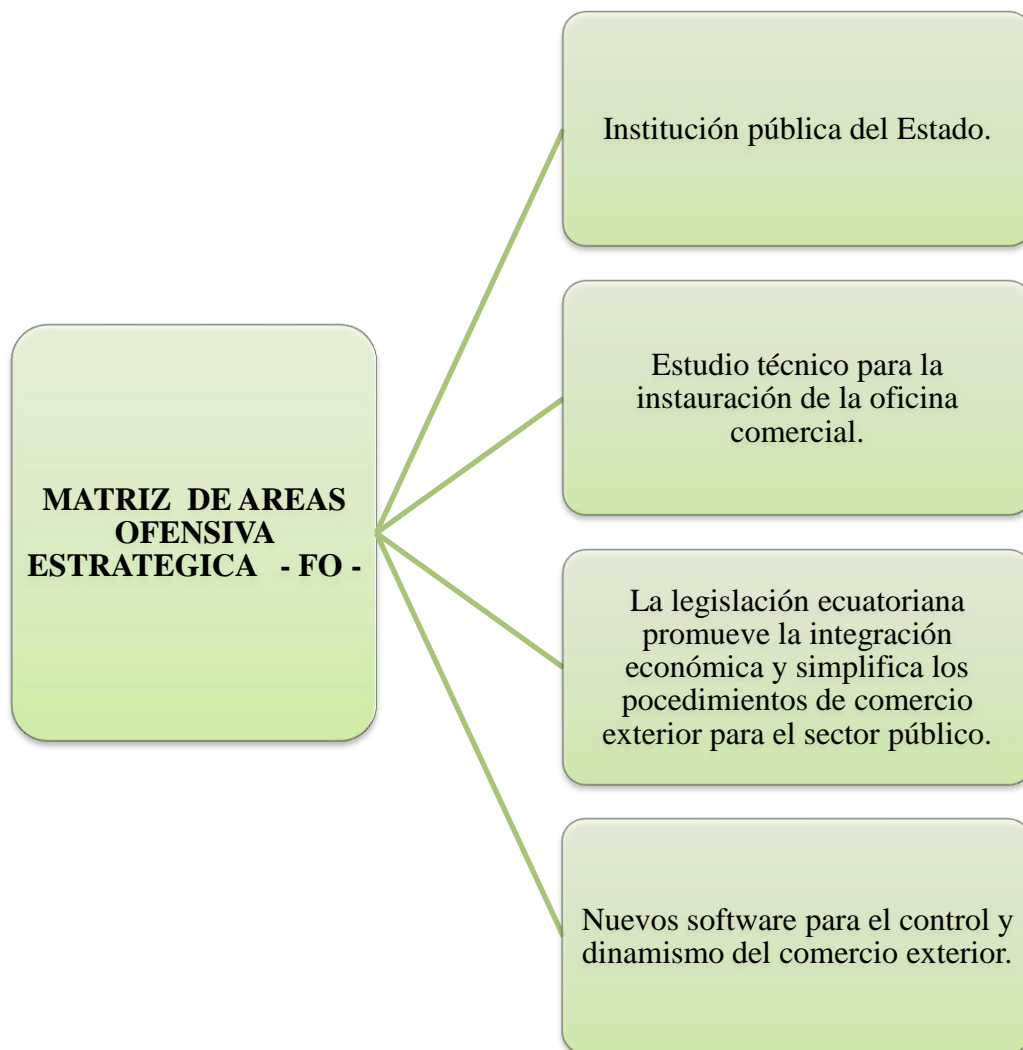 Institución pública del Estado.
Estudio técnico para la
instauración de la oficina
comercial.
MATRIZ DE AREAS
OFENSIVA
ESTRATEGICA - FO -
La legislación ecuatoriana
promueve la integración
económica y simplifica los
pocedimientos de comercio
exterior para el sector público.
Nuevos software para el control y
dinamismo del comercio exterior.